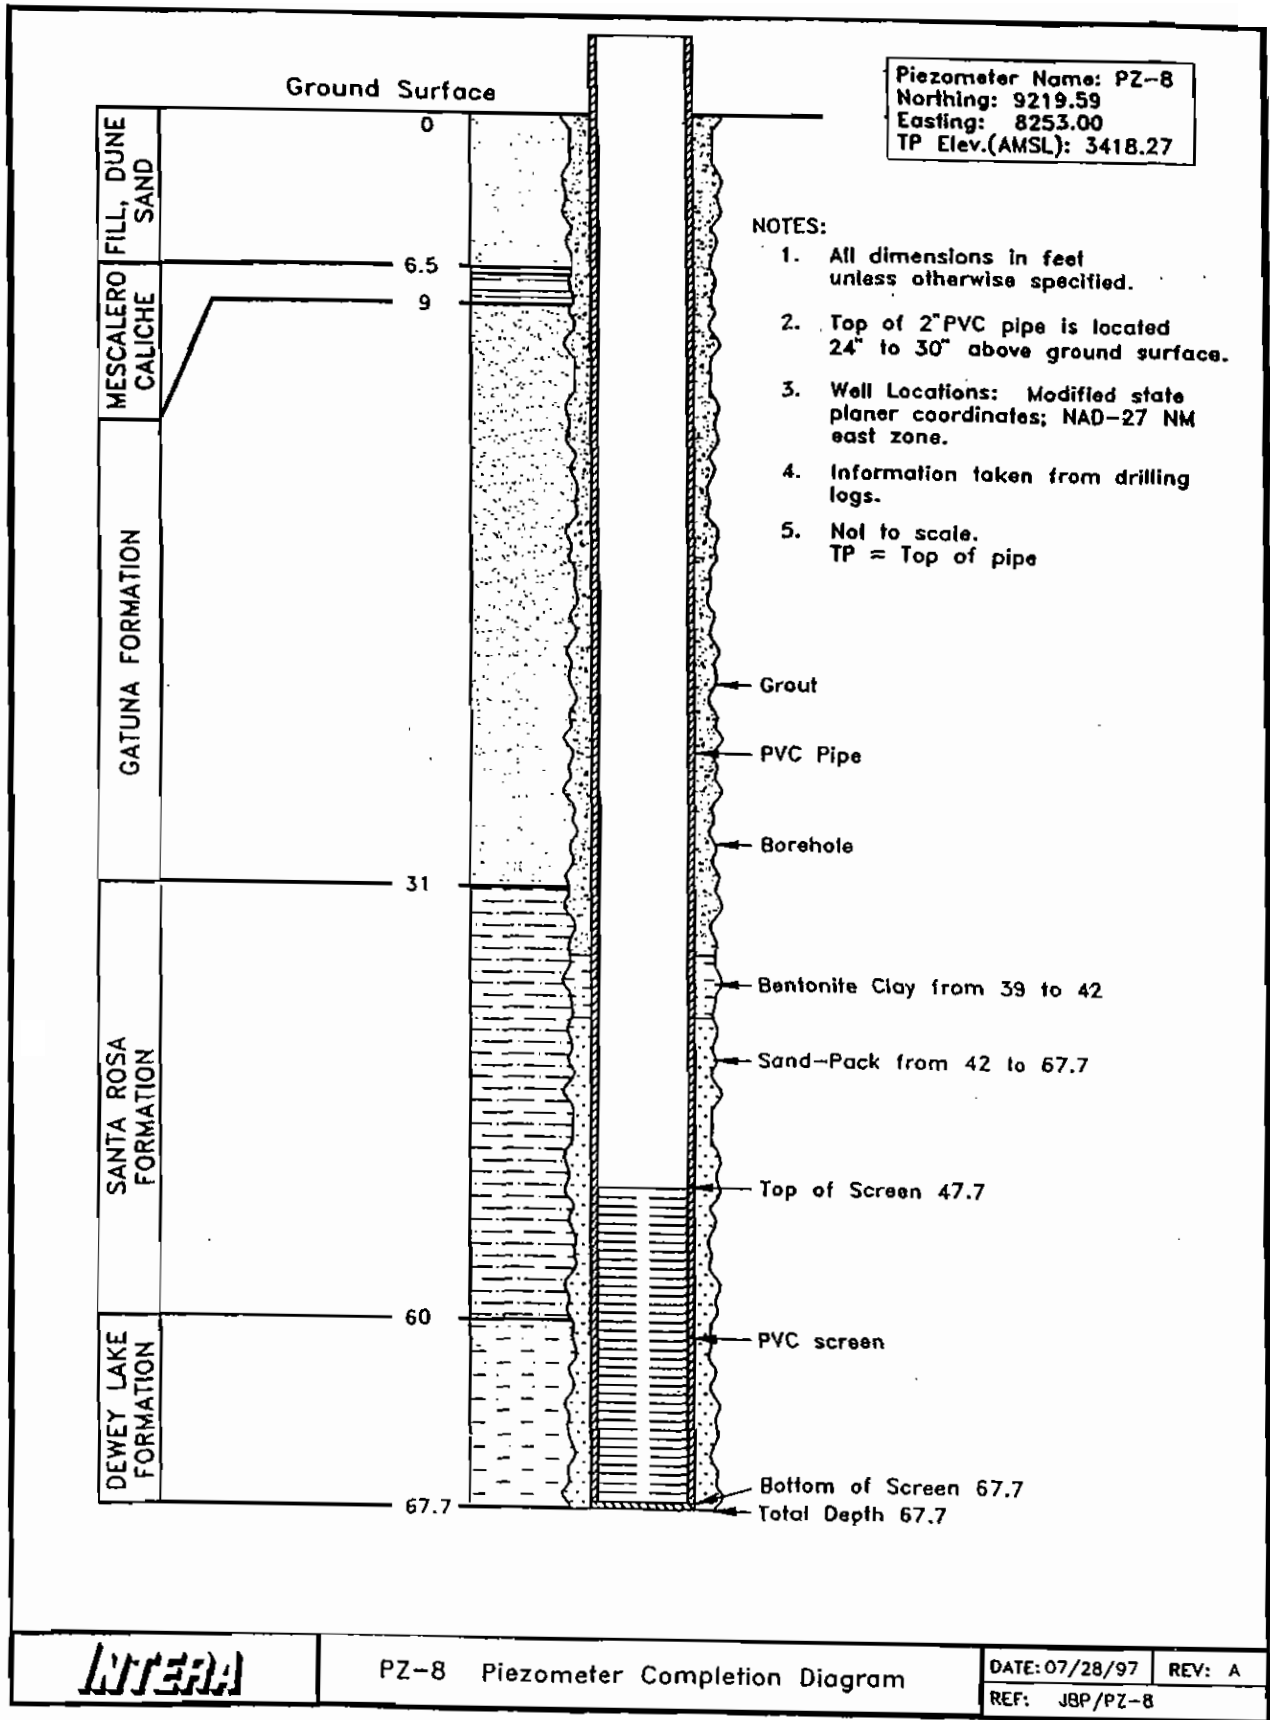 Ground Surface
Piezometer Name: PZ-8
Northing: 9219.59
Easting: 8253.00
TP Elev.(AMSL): 3418.27
FILL, DUNE
SAND
MESCALERO
CALICHE
GATUNA FORMATION
SANTA ROSA
FORMATION
DEWEY LAKE
FORMATION
0
6.5
9
31
60
67.7
NOTES:
1. All dimensions in feet
unless otherwise specified.
2. Top of 2"PVC pipe is located
24" to 30" above ground surface.
3. Well Locations: Modified state
planer coordinates; NAD-27 NM
east zone.
4. Information taken from drilling
logs.
5. Not to scale.
TP = Top of pipe
Grout
PVC Pipe
Borehole
Bentonite Clay from 39 to 42
Sand-Pack from 42 to 67.7
Top of Screen 47.7
PVC screen
Bottom of Screen 67.7
Total Depth 67.7
INTERA
PZ-8 Piezometer Completion Diagram
DATE: 07/28/97
REV: A
REF: JBP/PZ-8